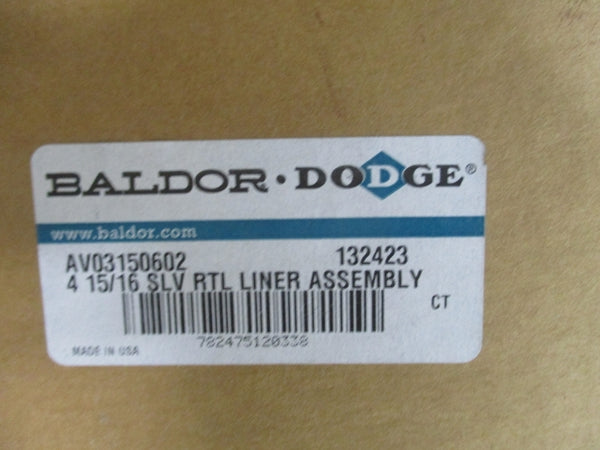 BALDOR · DODGE®
www.baldor.com
AV03150602 132423
4 15/16 SLV RTL LINER ASSEMBLY
CT
782475120338
MADE IN USA